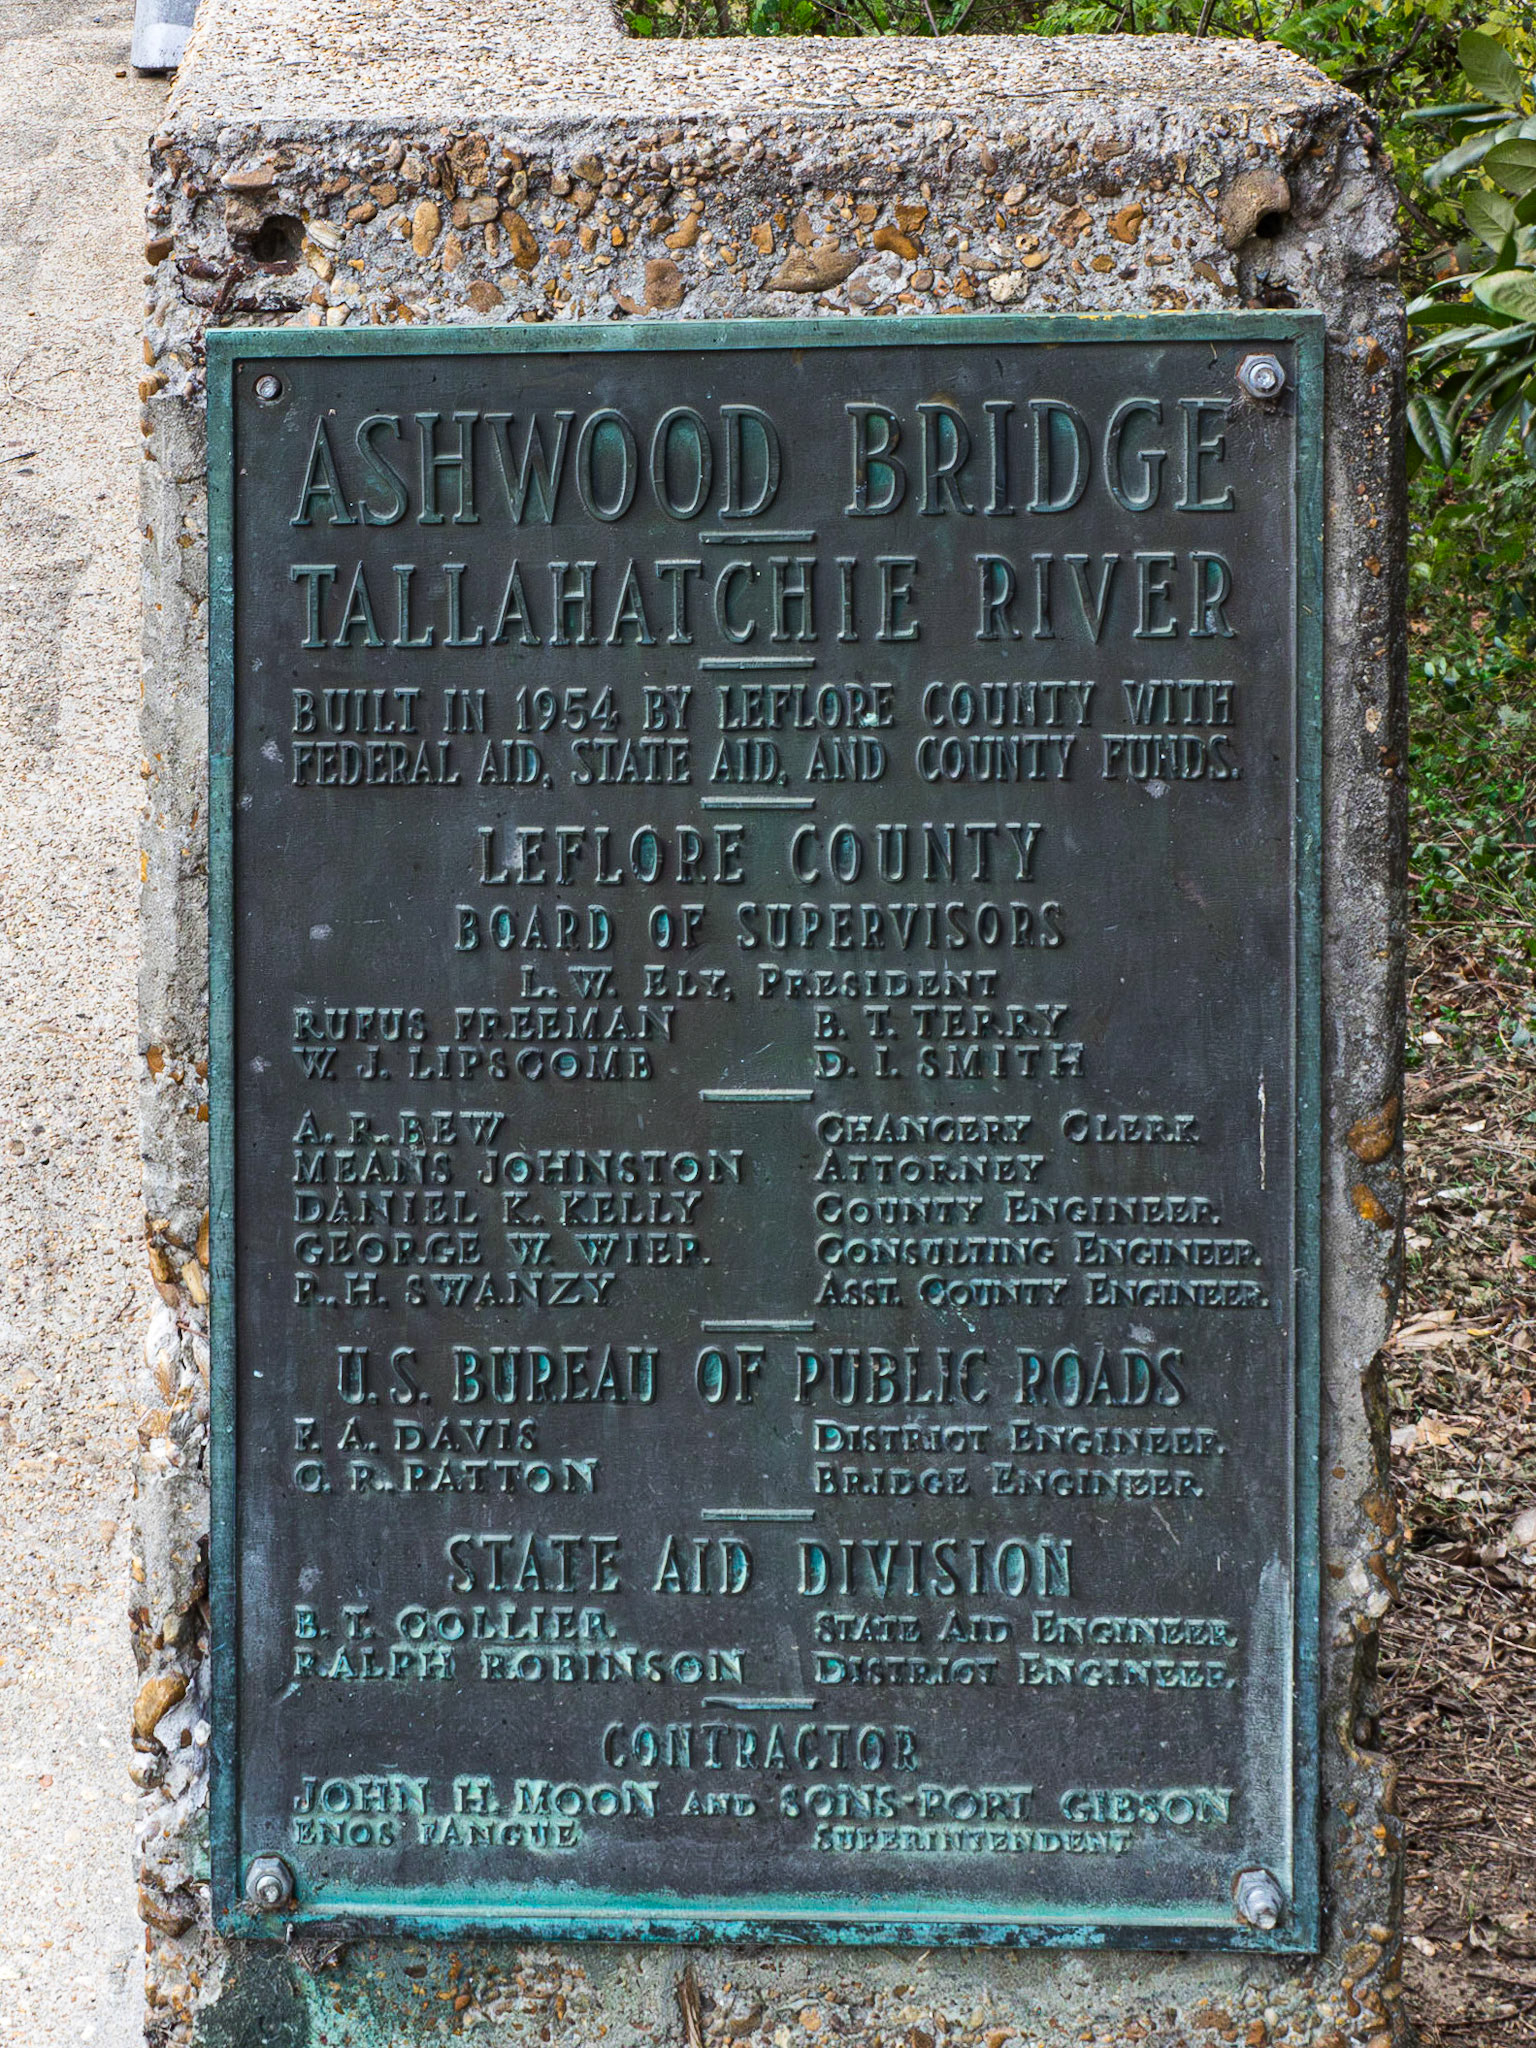 ASHWOOD BRIDGE
TALLAHATCHIE RIVER
BUILT IN 1954 BY LEFLORE COUNTY WITH
FEDERAL AID, STATE AID, AND COUNTY FUNDS.
LEFLORE COUNTY
BOARD OF SUPERVISORS
L. W. ELY, PRESIDENT
RUFUS FREEMAN B. T. TERRY
W. J. LIPSCOMB D. I. SMITH
A. R. BEW CHANCERY CLERK
MEANS JOHNSTON ATTORNEY
DANIEL K. KELLY COUNTY ENGINEER
GEORGE W. WIER COUNSULTING ENGINEER
R. H. SWANZY ASST. COUNTY ENGINEER
U.S. BUREAU OF PUBLIC ROADS
F. A. DAVIS DISTRICT ENGINEER
C. R. PATTON BRIDGE ENGINEER
STATE AID DIVISION
B. T. COLLIER STATE AID ENGINEER
RALPH ROBINSON DISTRICT ENGINEER
CONTRACTOR
JOHN H. MOON AND SONS-PORT GIBSON
ENOS FANGUE SUPERINTENDENT